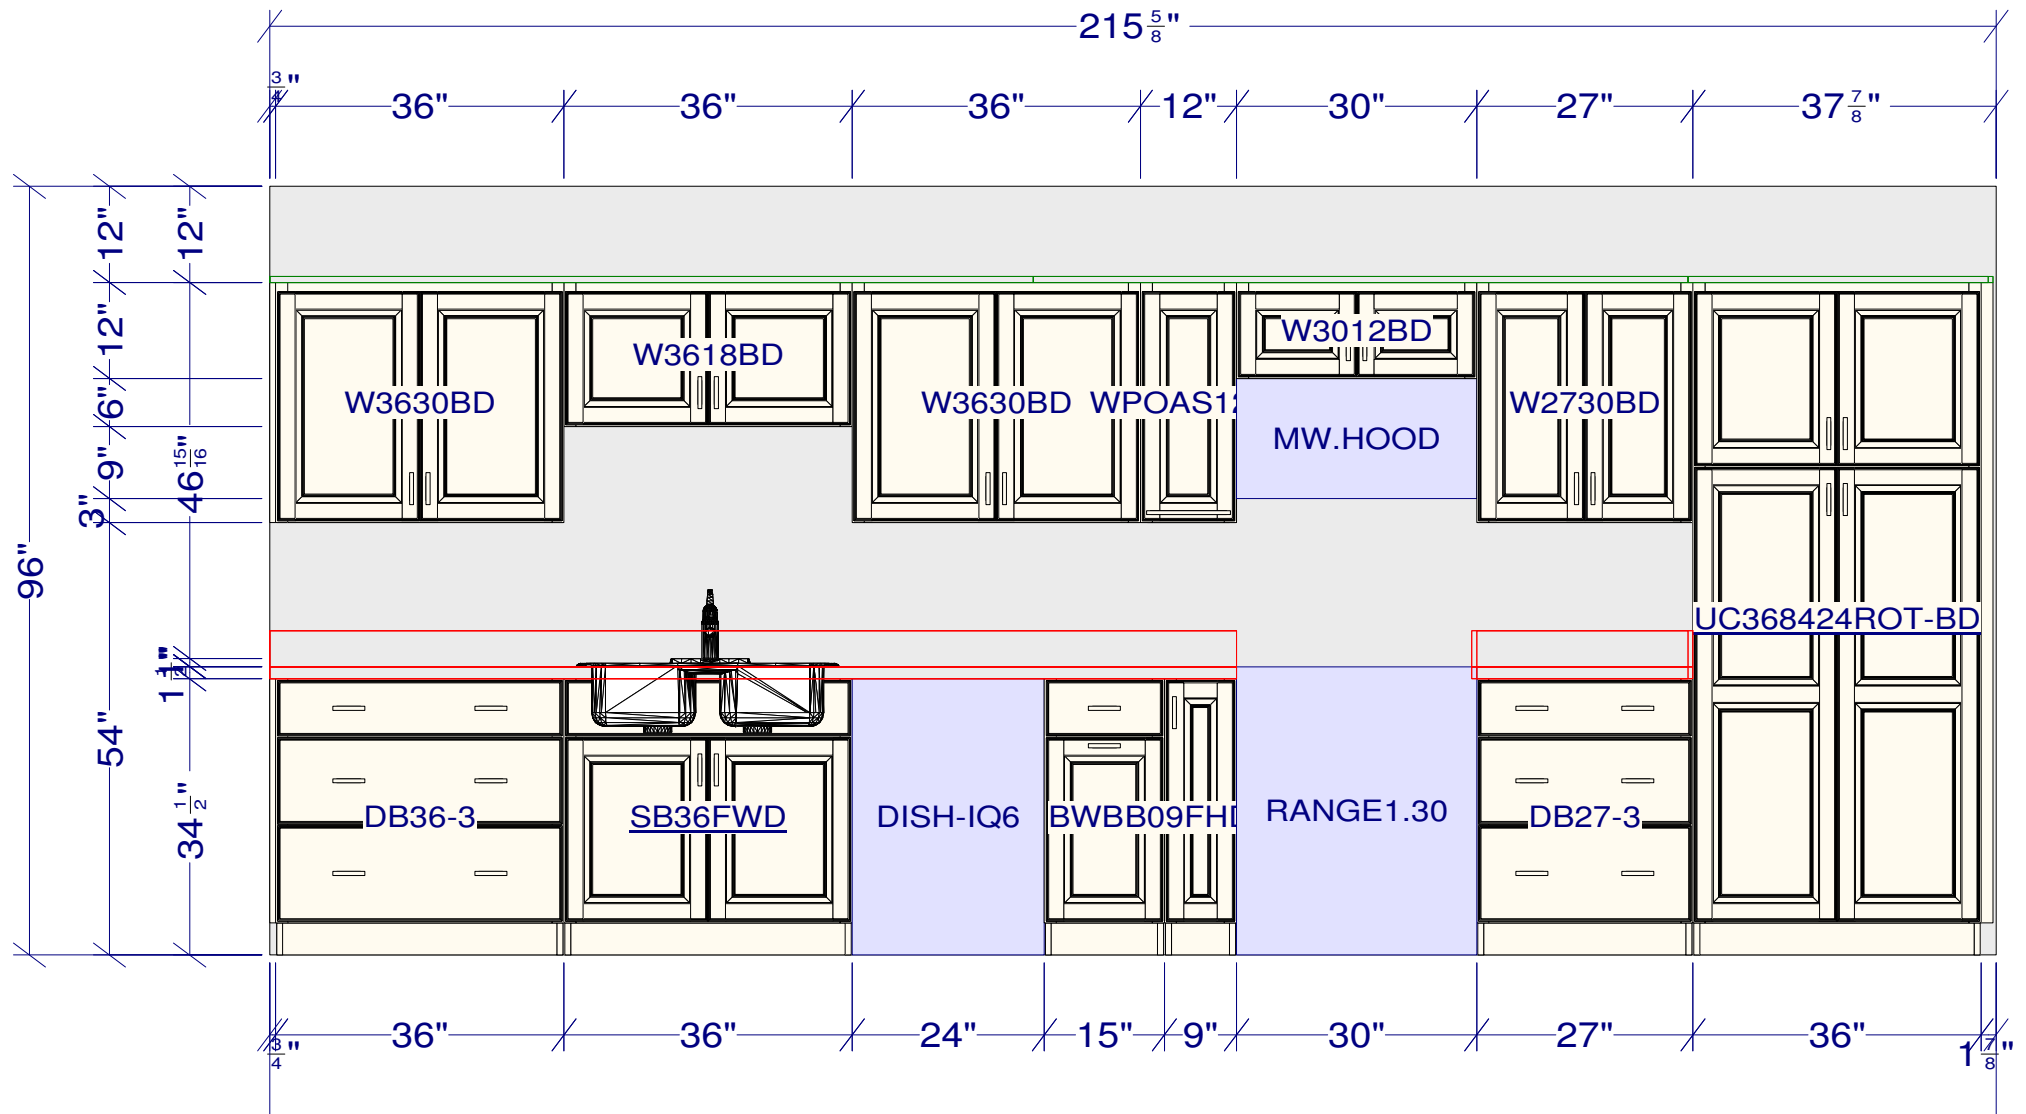 215 5/8"
3/4" 36" 36" 36" 12" 30" 27" 37 7/8"
12" 12"
12"
6"
9"
3"
46 15/16"
96"
1 1/2"
54"
34 1/2"
W3630BD W3618BD W3630BD WPOAS12 W3012BD W2730BD
MW.HOOD
UC368424ROT-BD
DB36-3 SB36FWD DISH-IQ6 BWBB09FHD RANGE1.30 DB27-3
3/4" 36" 36" 24" 15" 9" 30" 27" 36" 1 7/8"